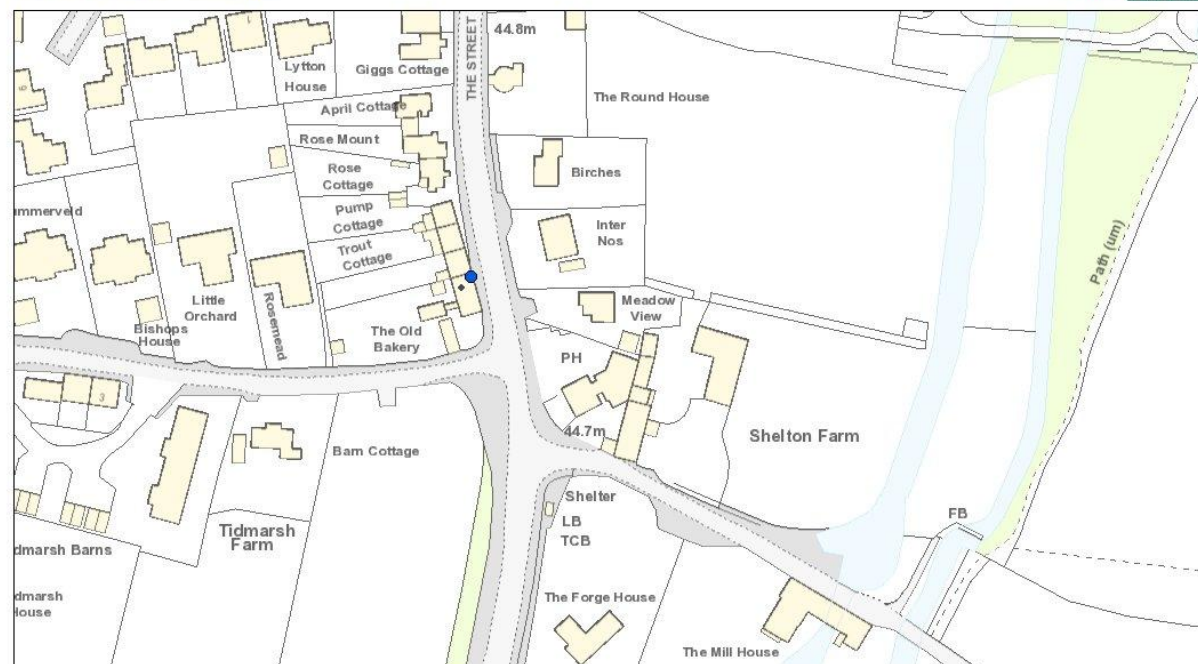 44.8m
THE STREET
Lytton
House
Giggs Cottage
The Round House
April Cottage
Rose Mount
Rose
Cottage
Birches
Pump
Cottage
Inter
Nos
Trout
Cottage
Path (um)
Little
Orchard
Rosemead
Bishops
House
The Old
Bakery
Meadow
View
PH
3
44.7m
Shelton Farm
Barn Cottage
Shelter
LB
TCB
FB
Tidmarsh
Farm
dmarsh Barns
dmarsh
House
The Forge House
The Mill House